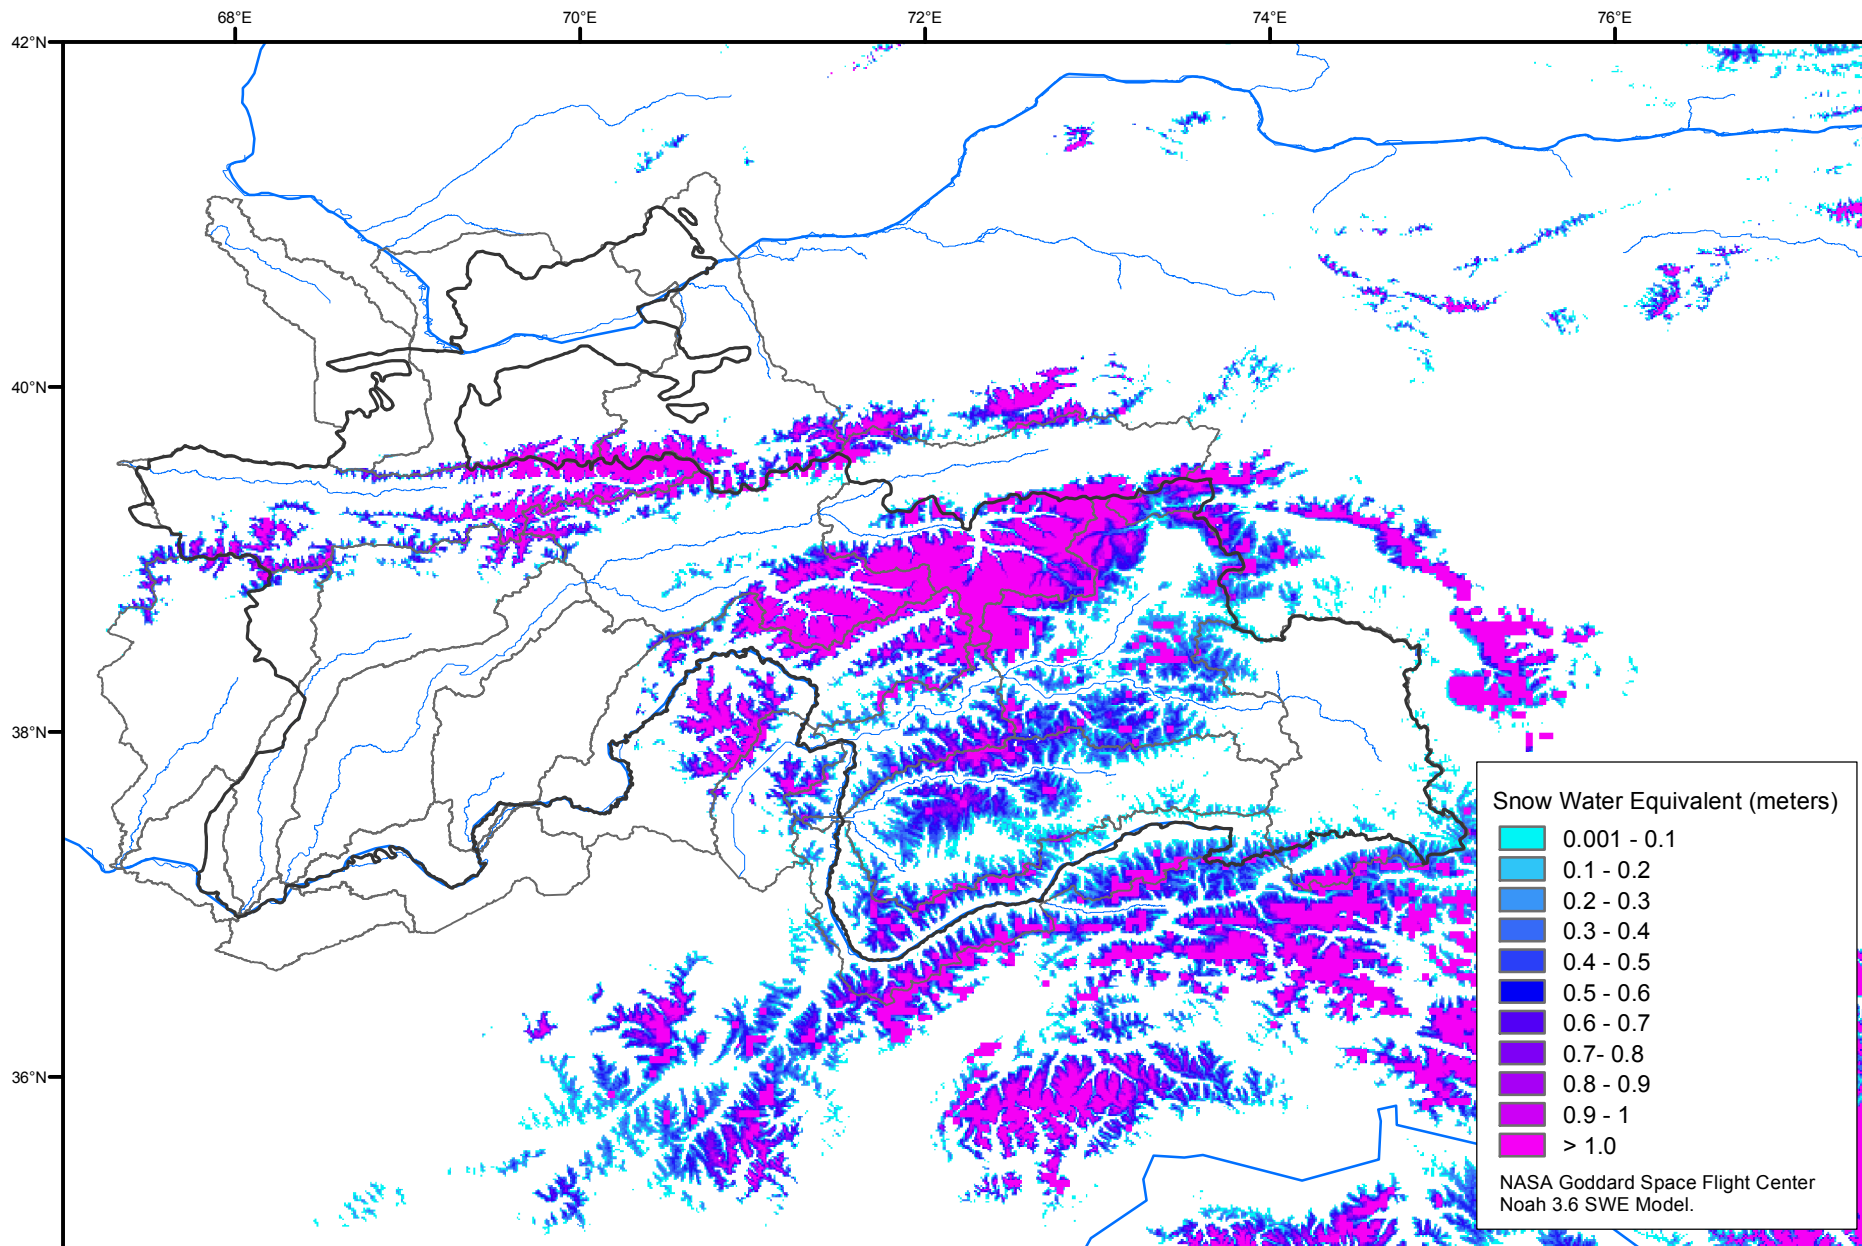 68°E
70°E
72°E
74°E
76°E
42°N
40°N
38°N
36°N
Snow Water Equivalent (meters)
0.001 - 0.1
0.1 - 0.2
0.2 - 0.3
0.3 - 0.4
0.4 - 0.5
0.5 - 0.6
0.6 - 0.7
0.7- 0.8
0.8 - 0.9
0.9 - 1
> 1.0
NASA Goddard Space Flight Center
Noah 3.6 SWE Model.